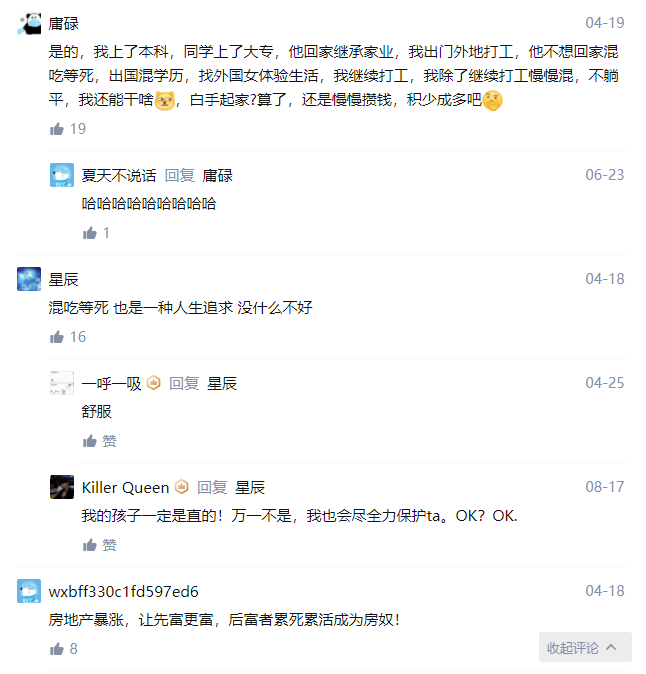 庸碌 04-19
是的，我上了本科，同学上了大专，他回家继承家业，我出门外地打工，他不想回家混
吃等死，出国混学历，找外国女体验生活，我继续打工，我除了继续打工慢慢混，不躺
平，我还能干啥，白手起家?算了，还是慢慢攒钱，积少成多吧
19
夏天不说话 回复 庸碌 06-23
哈哈哈哈哈哈哈哈哈
1
星辰 04-18
混吃等死 也是一种人生追求 没什么不好
16
一呼一吸 回复 星辰 04-25
舒服
赞
Killer Queen 回复 星辰 08-17
我的孩子一定是直的！万一不是，我也会尽全力保护ta。OK？OK.
赞
wxbff330c1fd597ed6 04-18
房地产暴涨，让先富更富，后富者累死累活成为房奴！
8
收起评论